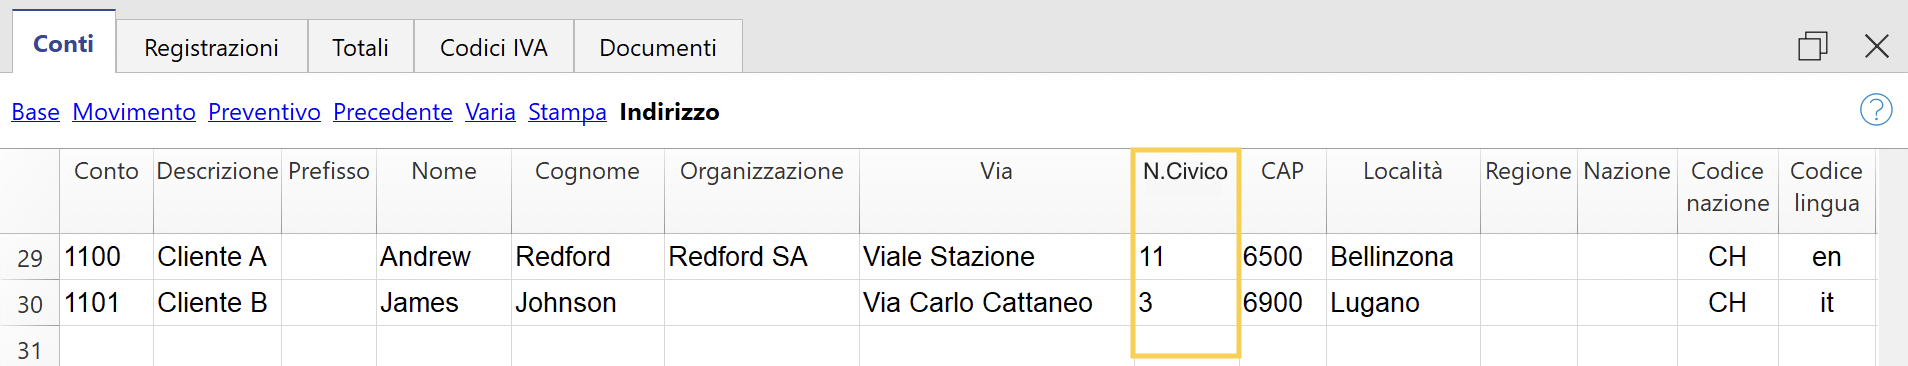 Conti Registrazioni Totali Codici IVA Documenti
Base Movimento Preventivo Precedente Varia Stampa Indirizzo ?
Conto Descrizione Prefisso Nome Cognome Organizzazione Via N.Civico CAP Località Regione Nazione Codice nazione Codice lingua
29 1100 Cliente A Andrew Redford Redford SA Viale Stazione 11 6500 Bellinzona CH en
30 1101 Cliente B James Johnson Via Carlo Cattaneo 3 6900 Lugano CH it
31